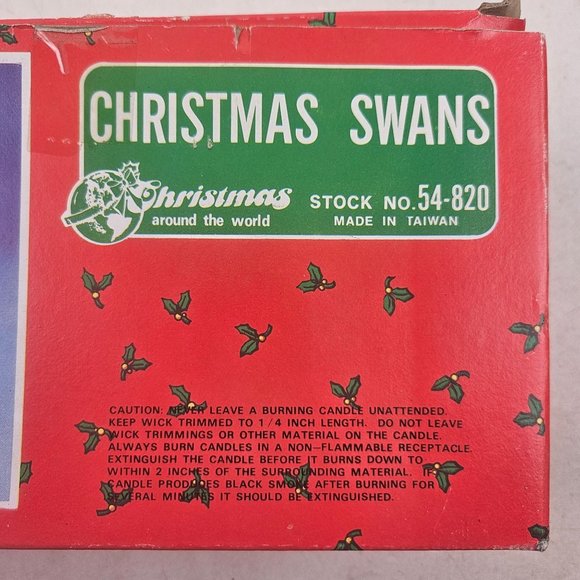 CHRISTMAS SWANS
Christmas
around the world
STOCK NO. 54-820
MADE IN TAIWAN
CAUTION: NEVER LEAVE A BURNING CANDLE UNATTENDED.
KEEP WICK TRIMMED TO 1/4 INCH LENGTH. DO NOT LEAVE
WICK TRIMMINGS OR OTHER MATERIAL ON THE CANDLE.
ALWAYS BURN CANDLES IN A NON-FLAMMABLE RECEPTACLE.
EXTINGUISH THE CANDLE BEFORE IT BURNS DOWN TO
WITHIN 2 INCHES OF THE SURROUNDING MATERIAL. IF
CANDLE PRODUCES BLACK SMOKE AFTER BURNING FOR
SEVERAL MINUTES IT SHOULD BE EXTINGUISHED.